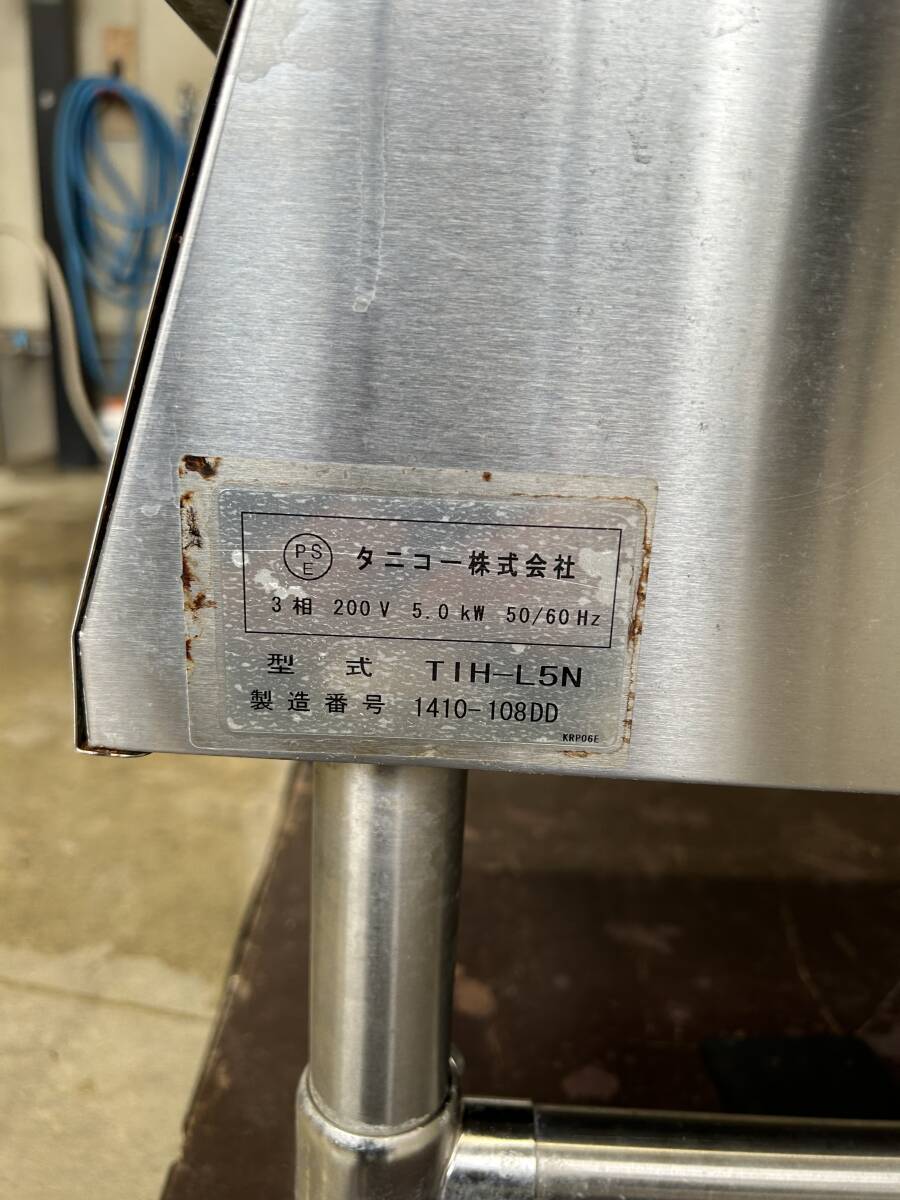 PS
E
タニコー株式会社
3相 200V 5.0kW 50/60Hz
型式 TIH-L5N
製造番号 1410-108DD
KRP06E